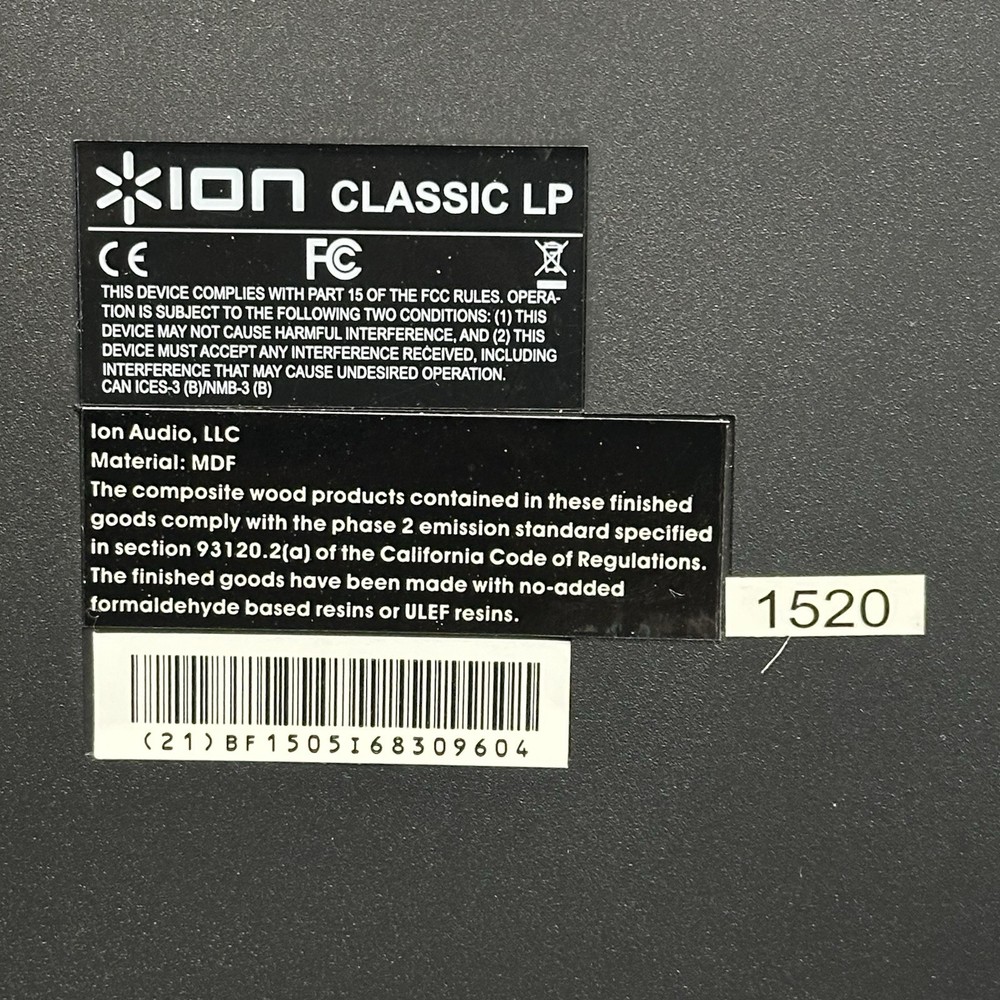 ION CLASSIC LP
CE FC
THIS DEVICE COMPLIES WITH PART 15 OF THE FCC RULES. OPERA-
TION IS SUBJECT TO THE FOLLOWING TWO CONDITIONS: (1) THIS
DEVICE MAY NOT CAUSE HARMFUL INTERFERENCE, AND (2) THIS
DEVICE MUST ACCEPT ANY INTERFERENCE RECEIVED, INCLUDING
INTERFERENCE THAT MAY CAUSE UNDESIRED OPERATION.
CAN ICES-3 (B)/NMB-3 (B)
Ion Audio, LLC
Material: MDF
The composite wood products contained in these finished
goods comply with the phase 2 emission standard specified
in section 93120.2(a) of the California Code of Regulations.
The finished goods have been made with no-added
formaldehyde based resins or ULEF resins.
1520
(21)BF1505I68309604